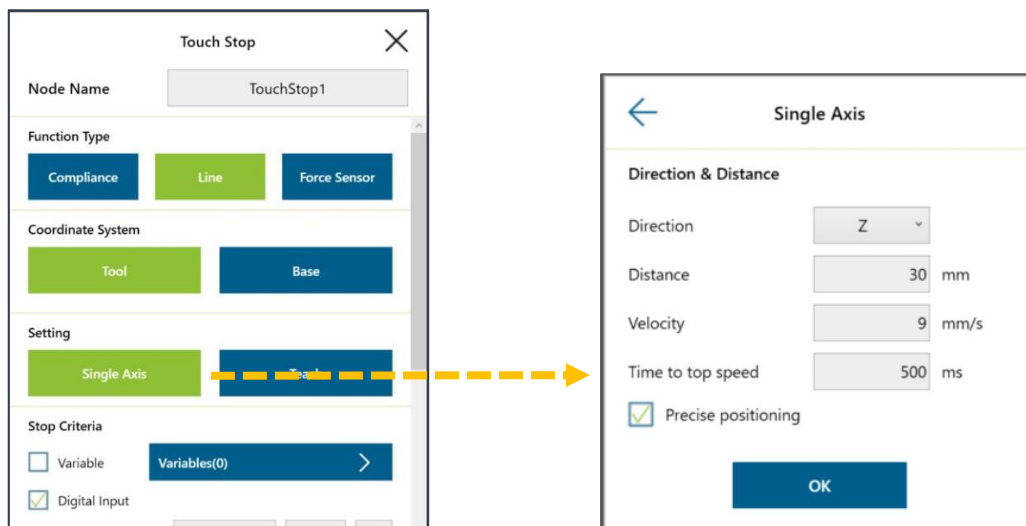 Touch Stop
Node Name TouchStop1
Function Type
Compliance Line Force Sensor
Coordinate System
Tool Base
Setting
Single Axis Teach
Stop Criteria
Variable Variables(0)
Digital Input
Single Axis
Direction & Distance
Direction Z
Distance 30 mm
Velocity 9 mm/s
Time to top speed 500 ms
Precise positioning
OK